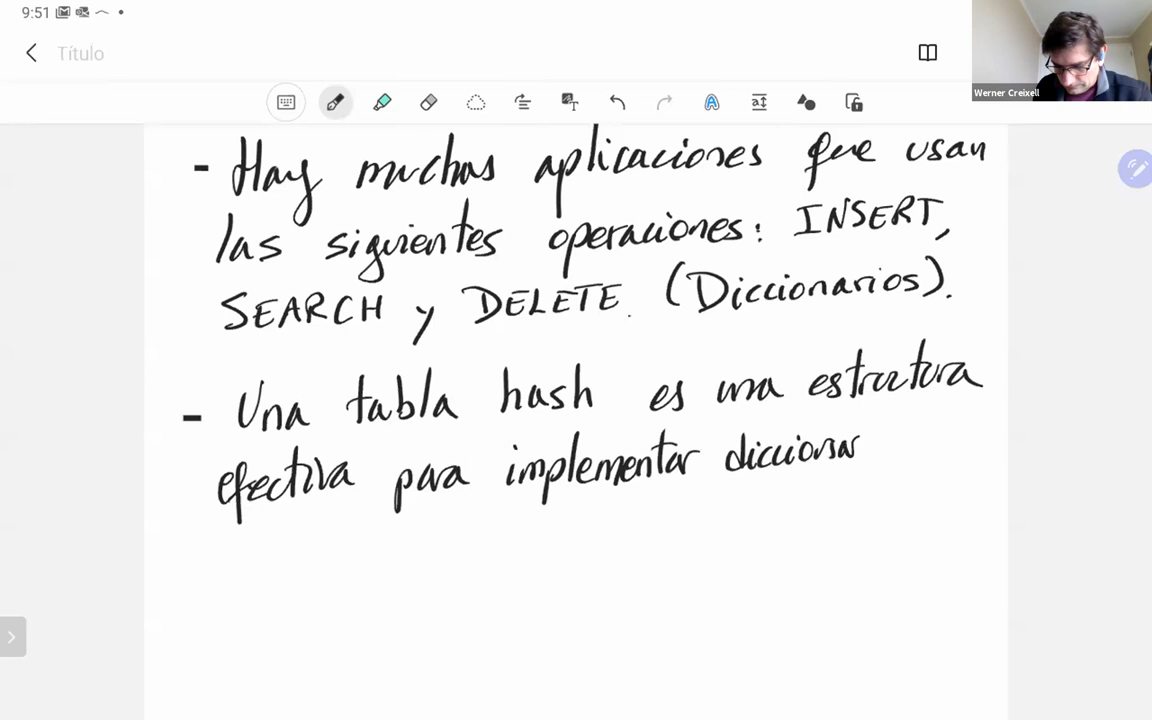 9:51
Título
Werner Creixell
- Hay muchas aplicaciones que usan
las siguientes operaciones: INSERT,
SEARCH y DELETE. (Diccionarios).
- Una tabla hash es una estructura
efectiva para implementar diccionar